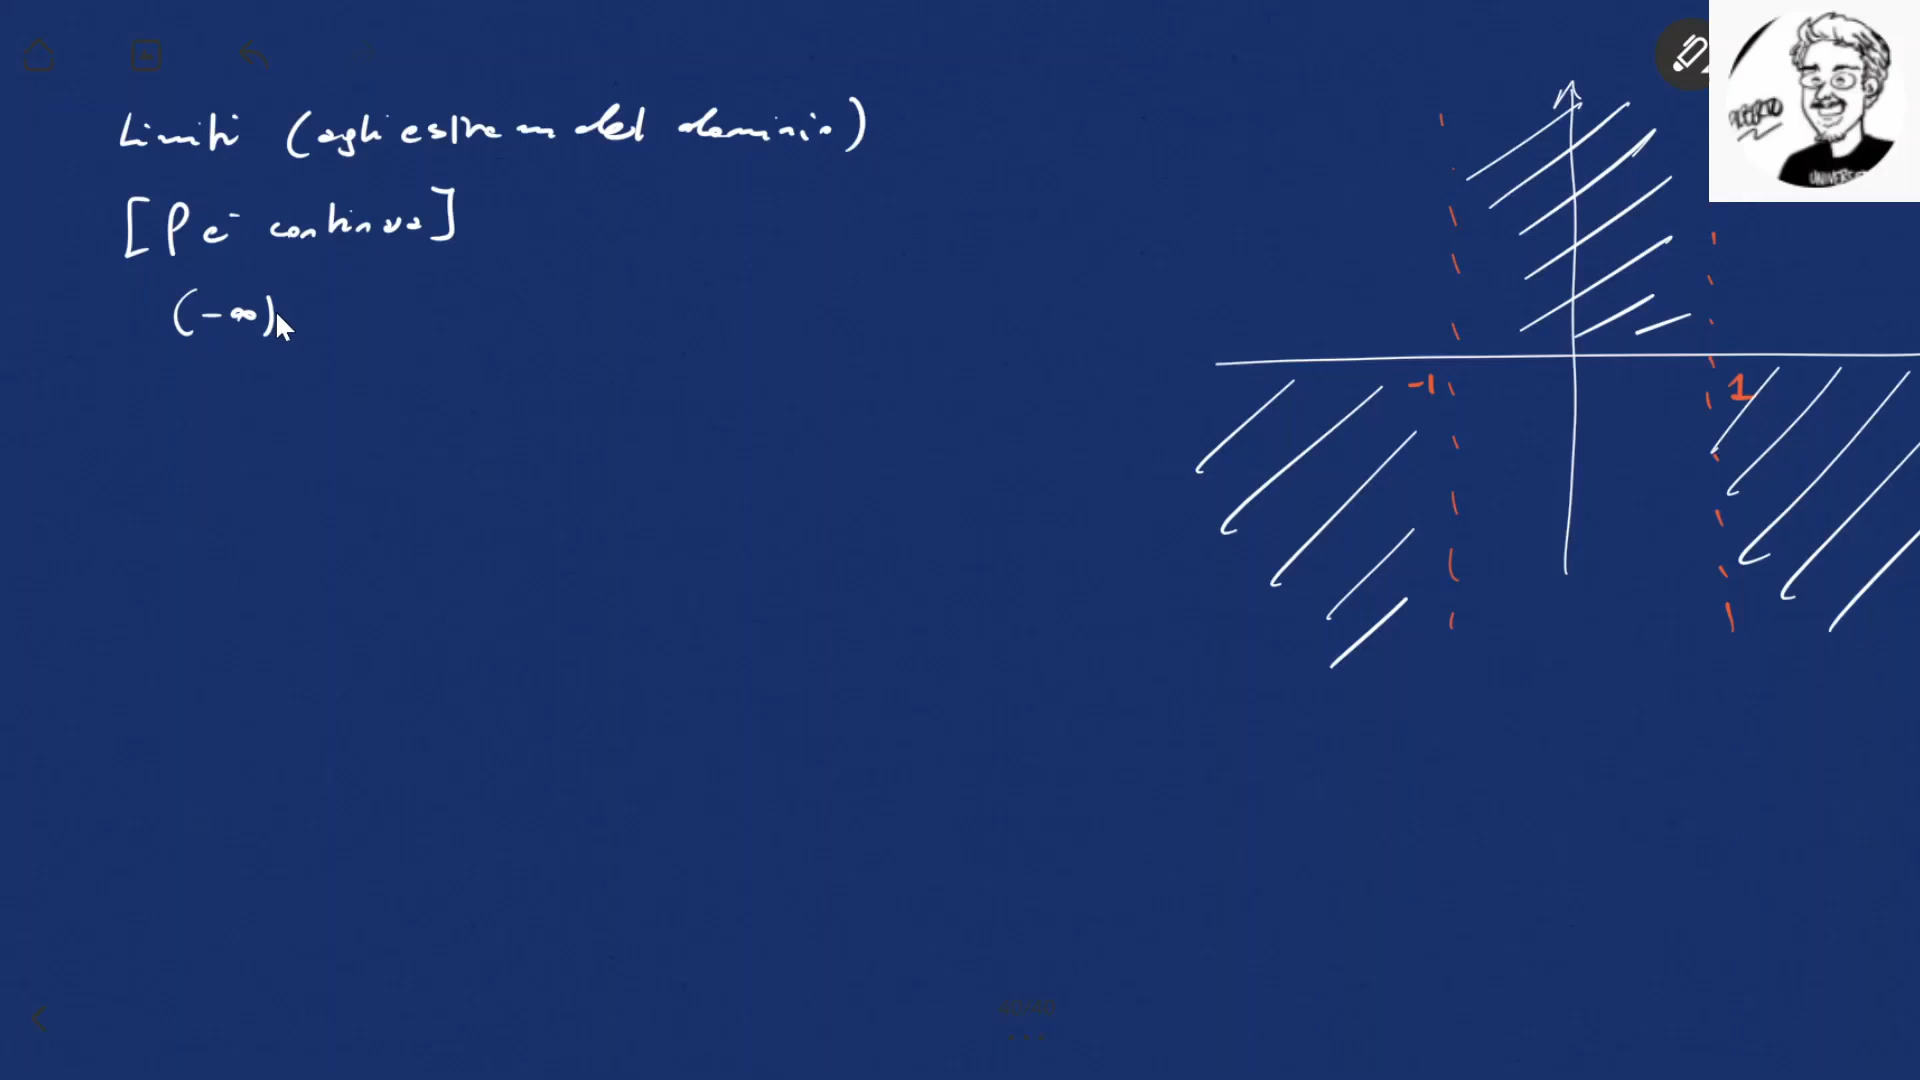 Limiti (agli estremi del dominio)
[f è continua]
(-∞)
-1
1